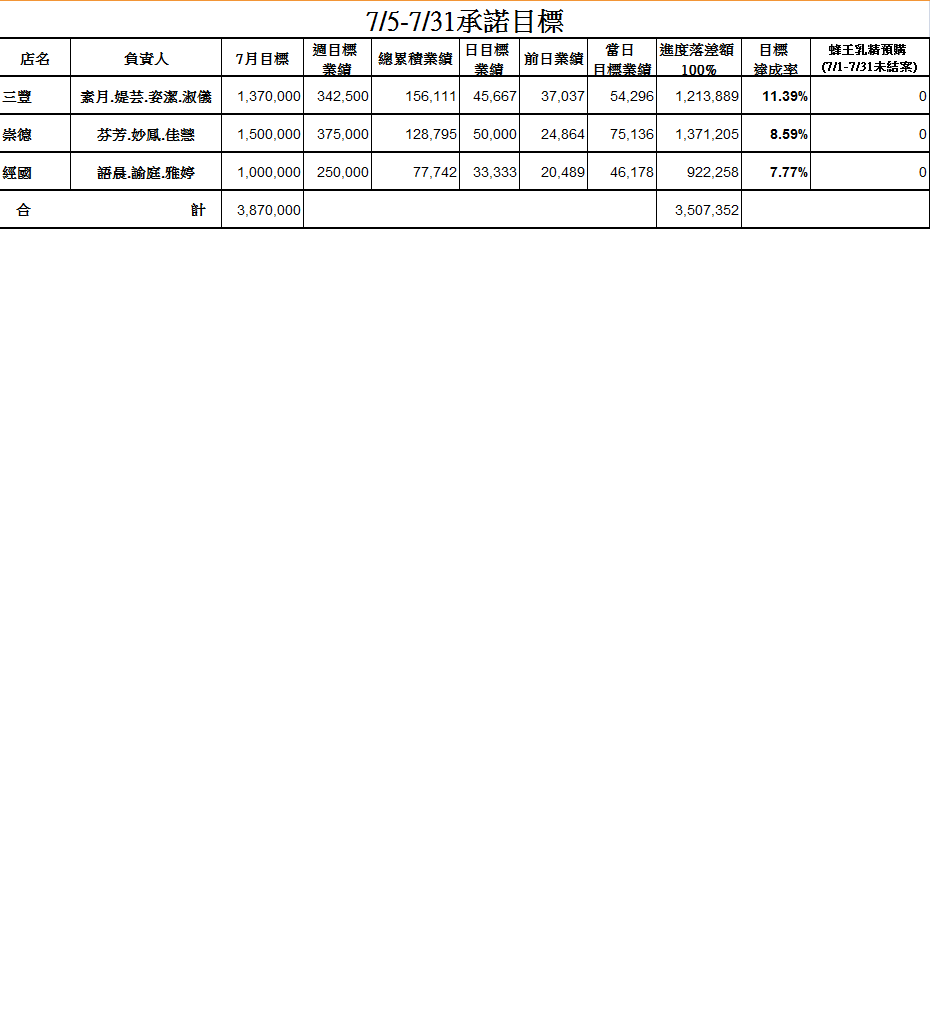 7/5-7/31承諾目標
店名 負責人 7月目標 週目標業績 總累積業績 日目標業績 前日業績 當日目標業績 進度落差額100% 目標達成率 蜂王乳精預購(7/1-7/31未結案)
三豐 素月.媞芸.姿潔.淑儀 1,370,000 342,500 156,111 45,667 37,037 54,296 1,213,889 11.39% 0
崇德 芬芳.妙鳳.佳慧 1,500,000 375,000 128,795 50,000 24,864 75,136 1,371,205 8.59% 0
經國 語晨.諭庭.雅婷 1,000,000 250,000 77,742 33,333 20,489 46,178 922,258 7.77% 0
合 計 3,870,000 3,507,352